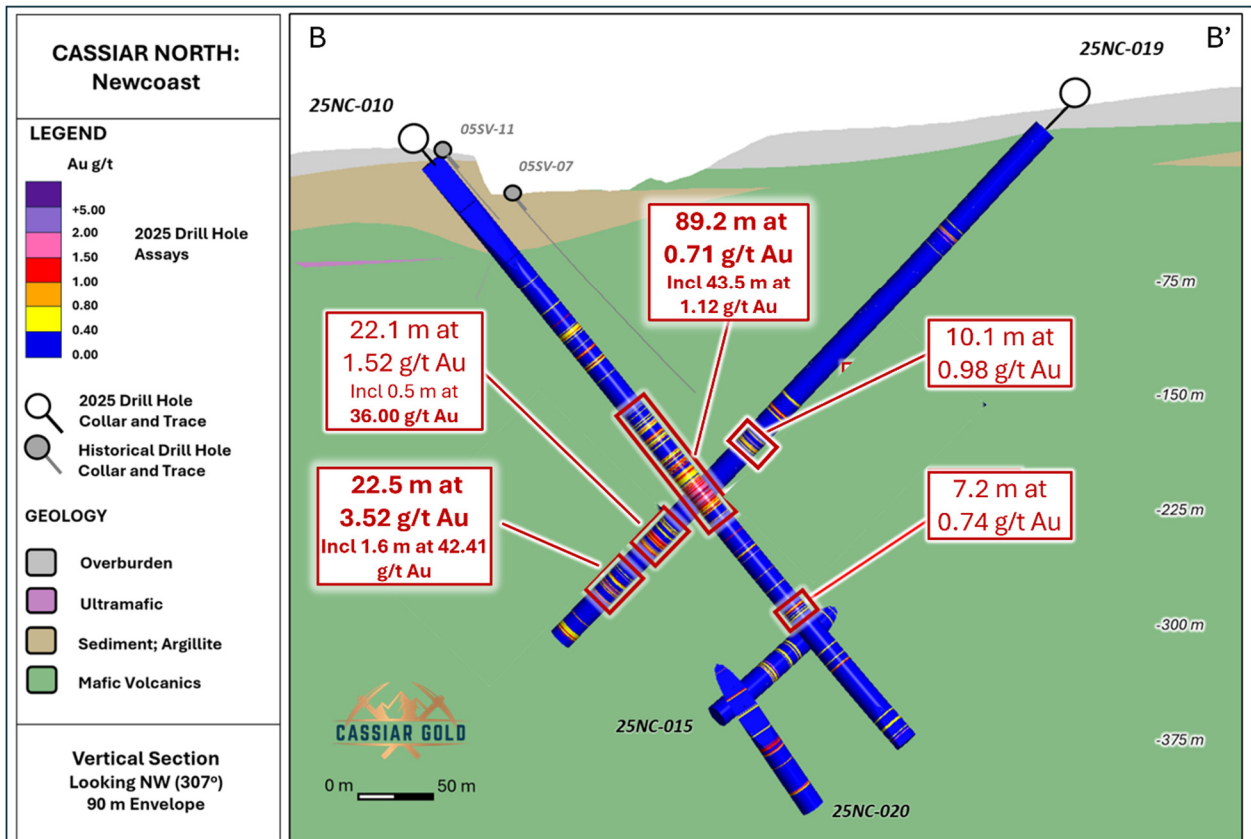 CASSIAR NORTH:
Newcoast
LEGEND
Au g/t
+5.00
2.00
1.50
1.00
0.80
0.40
0.00
2025 Drill Hole
Assays
2025 Drill Hole
Collar and Trace
Historical Drill Hole
Collar and Trace
GEOLOGY
Overburden
Ultramafic
Sediment; Argillite
Mafic Volcanics
Vertical Section
Looking NW (307º)
90 m Envelope
B
B’
25NC-019
25NC-010
05SV-11
05SV-07
89.2 m at
0.71 g/t Au
Incl 43.5 m at
1.12 g/t Au
-75 m
22.1 m at
1.52 g/t Au
Incl 0.5 m at
36.00 g/t Au
10.1 m at
0.98 g/t Au
-150 m
22.5 m at
3.52 g/t Au
Incl 1.6 m at 42.41
g/t Au
7.2 m at
0.74 g/t Au
-225 m
-300 m
25NC-015
CASSIAR GOLD
-375 m
0 m
50 m
25NC-020